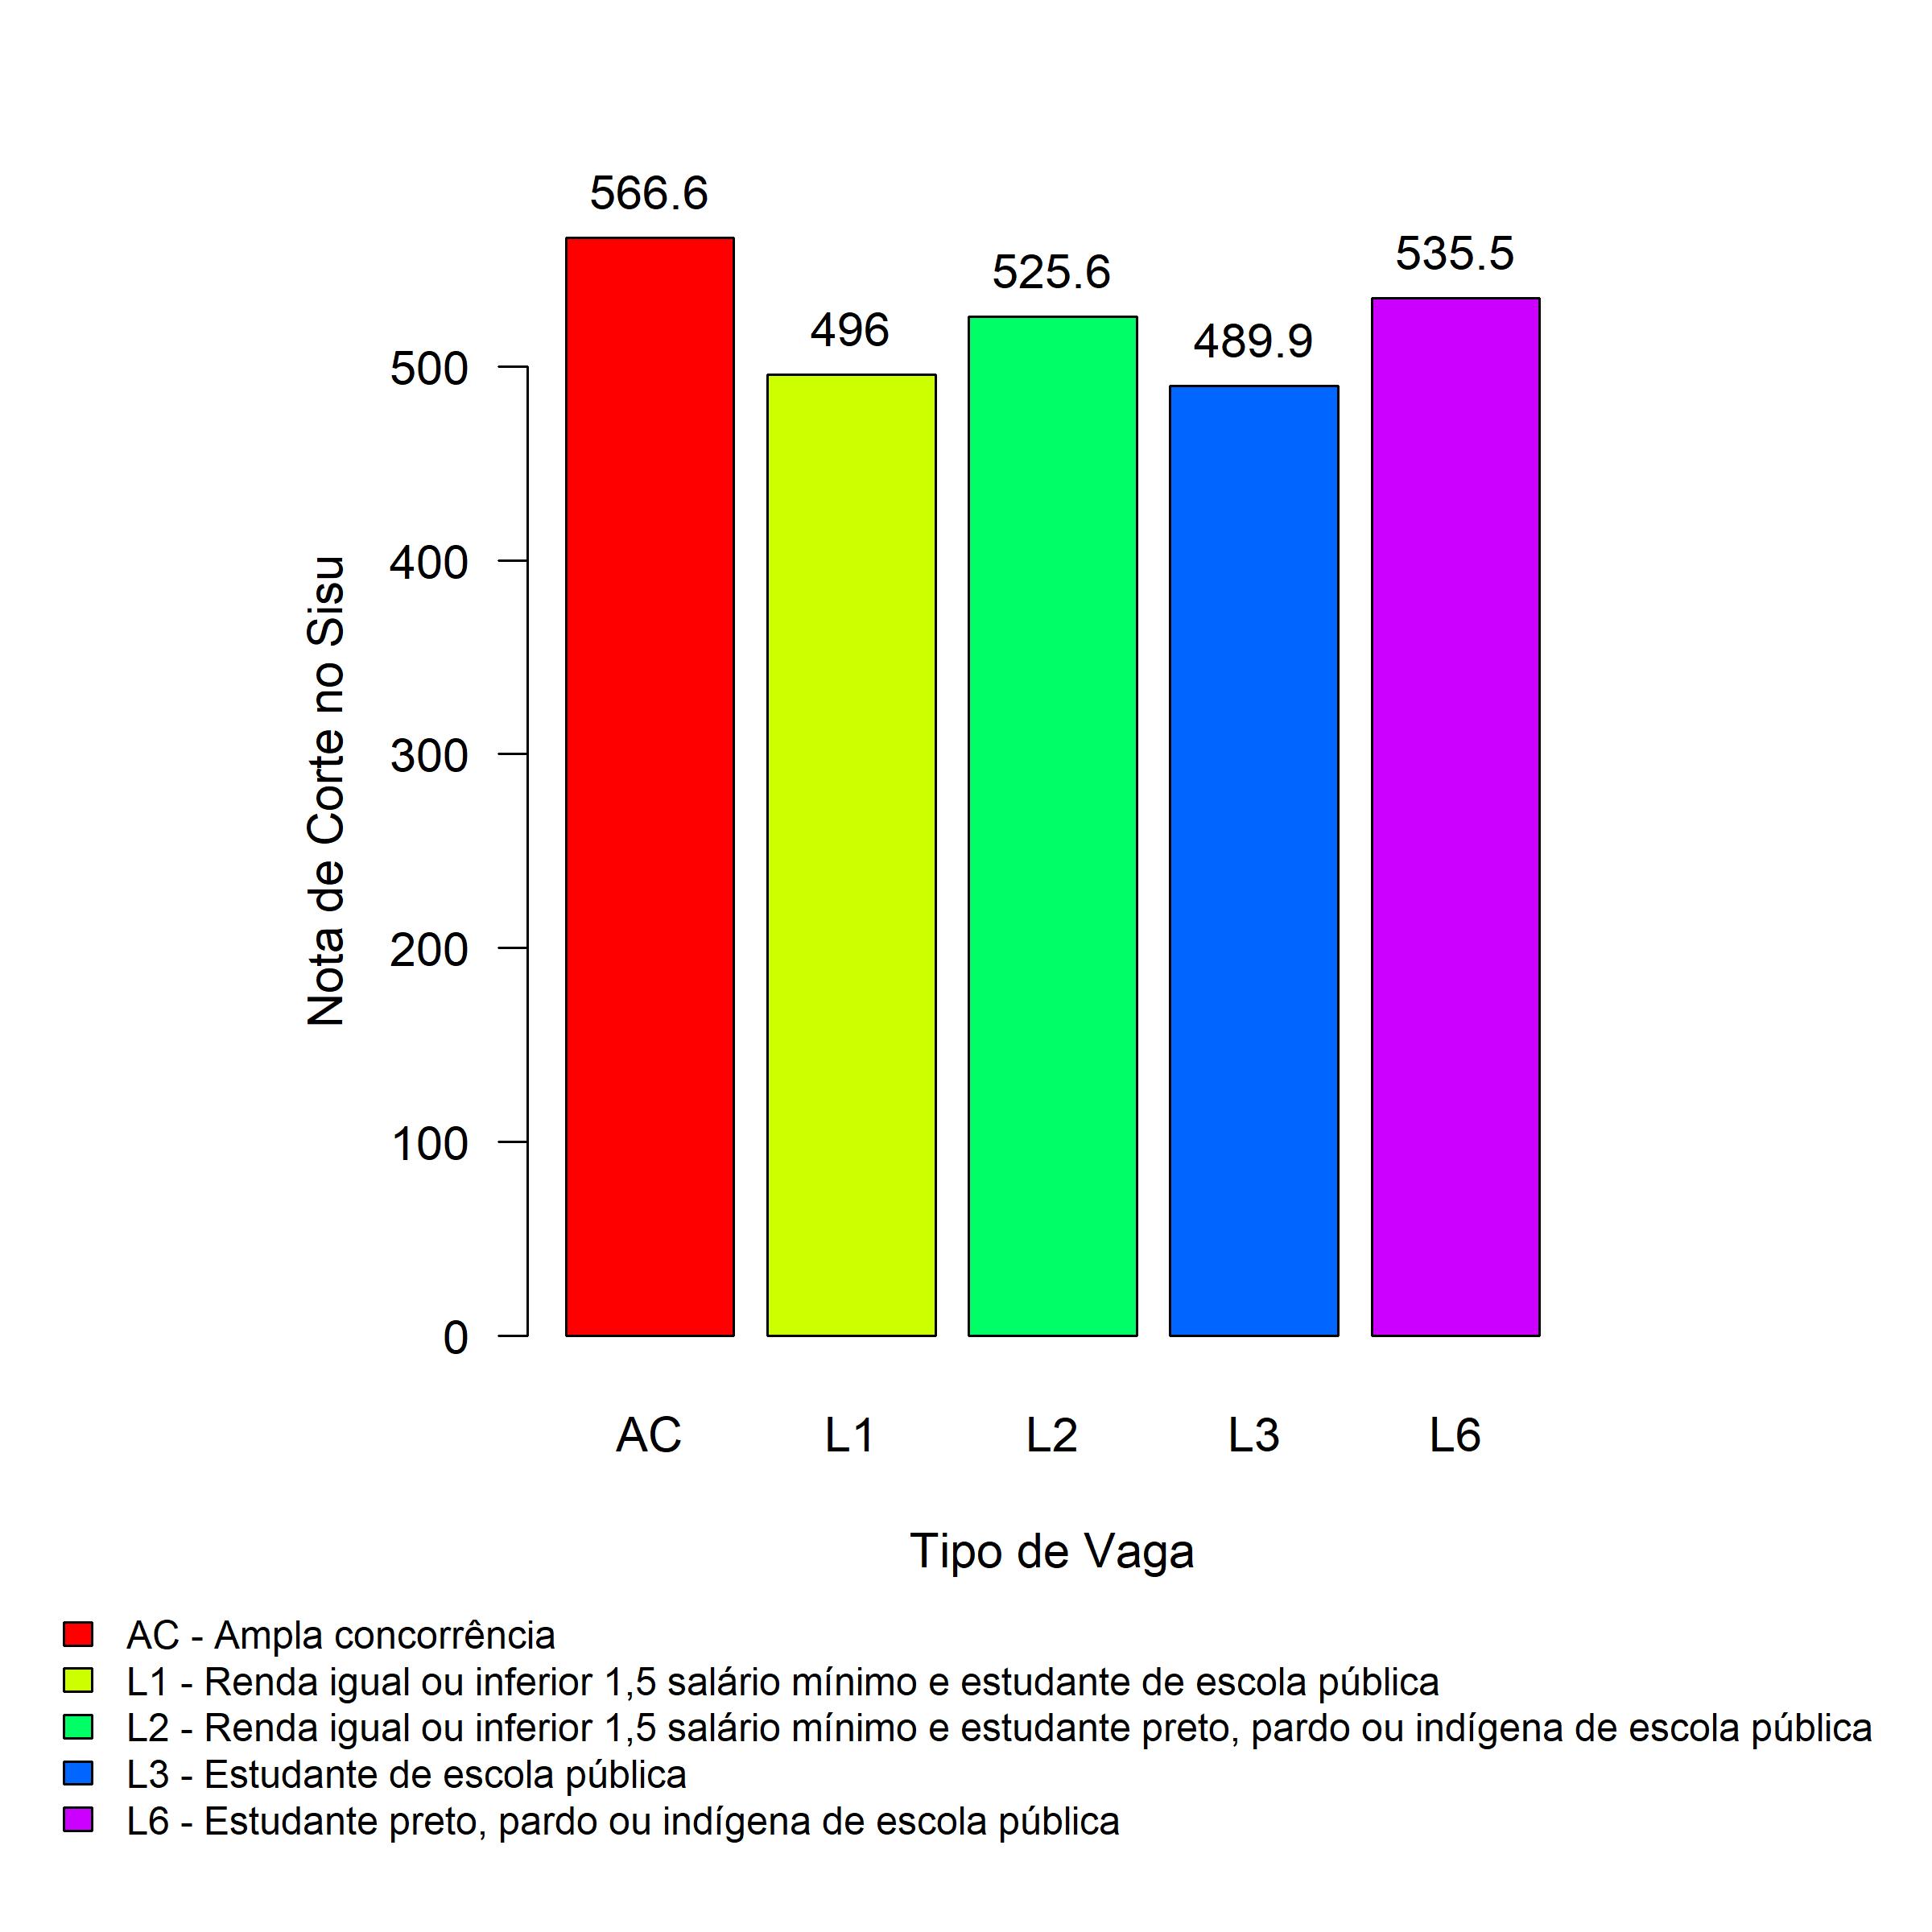 566.6
535.5
525.6
496
489.9
500
400
300
200
100
0
Nota de Corte no Sisu
AC L1 L2 L3 L6
Tipo de Vaga
AC - Ampla concorrência
L1 - Renda igual ou inferior 1,5 salário mínimo e estudante de escola pública
L2 - Renda igual ou inferior 1,5 salário mínimo e estudante preto, pardo ou indígena de escola pública
L3 - Estudante de escola pública
L6 - Estudante preto, pardo ou indígena de escola pública